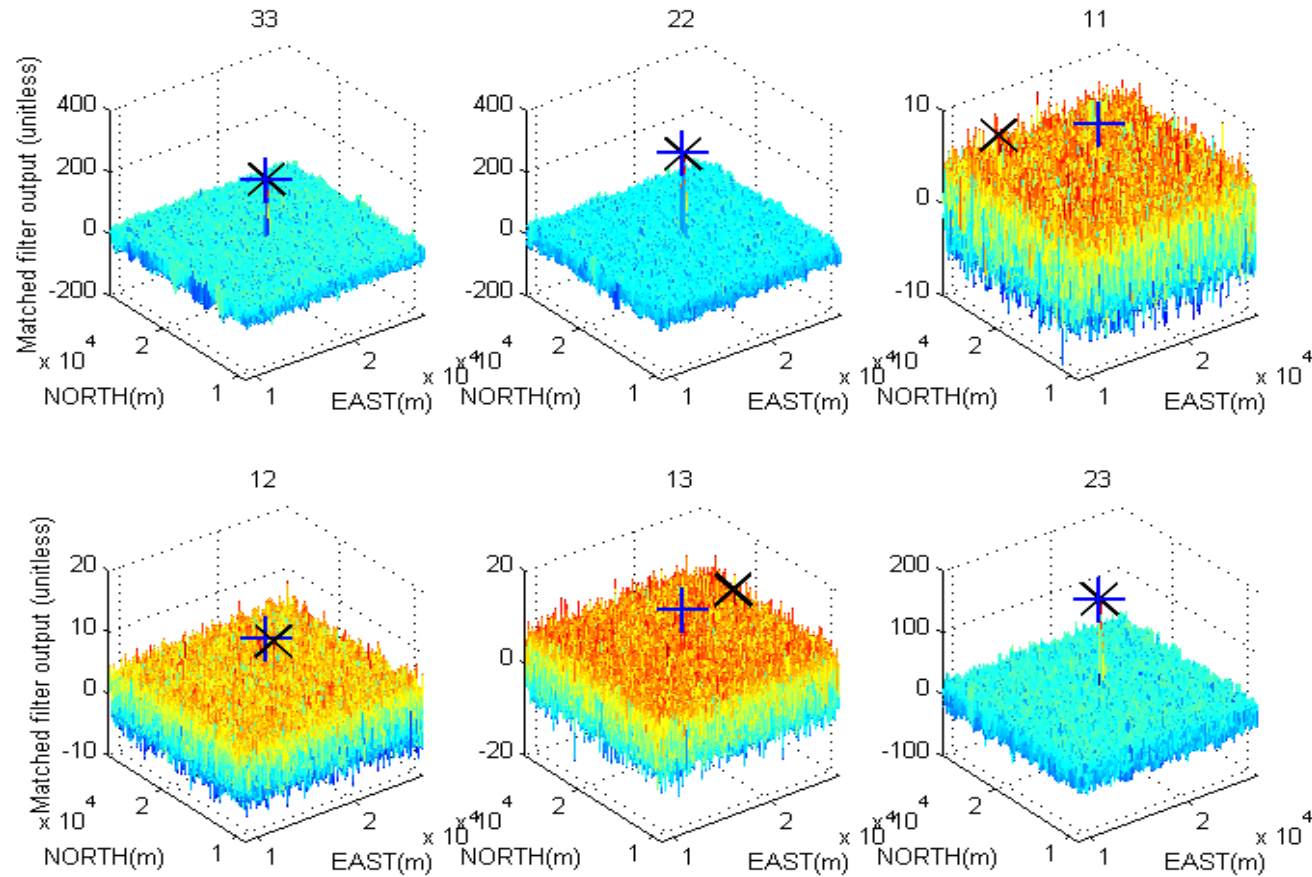 33
22
11
Matched filter output (unitless)
400
200
0
-200
x 10^4
2
1
NORTH(m)
1
2
x 10^4
EAST(m)
400
200
0
-200
x 10^4
2
1
NORTH(m)
1
2
x 10^4
EAST(m)
10
0
-10
x 10^4
2
1
NORTH(m)
1
2
x 10^4
EAST(m)
12
13
23
Matched filter output (unitless)
20
10
0
-10
x 10^4
2
1
NORTH(m)
1
2
x 10^4
EAST(m)
20
0
-20
x 10^4
2
1
NORTH(m)
1
2
x 10^4
EAST(m)
200
100
0
-100
x 10^4
2
1
NORTH(m)
1
2
x 10^4
EAST(m)